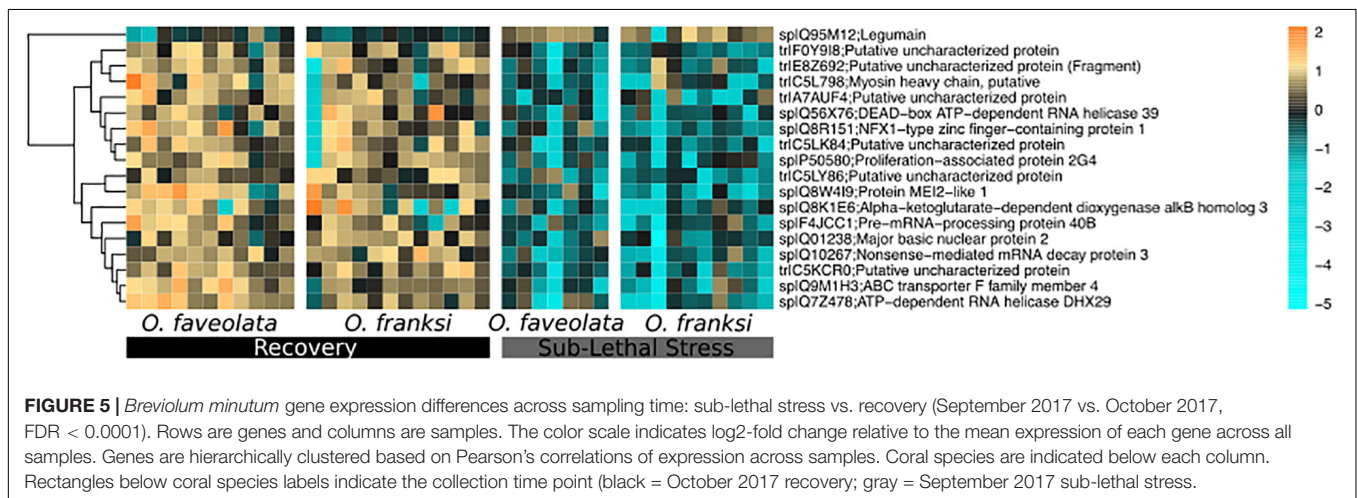 sp|Q95M12;Legumain
tr|F0Y9I8;Putative uncharacterized protein
tr|E8Z692;Putative uncharacterized protein (Fragment)
tr|C5L798;Myosin heavy chain, putative
tr|A7AUF4;Putative uncharacterized protein
sp|Q56X76;DEAD-box ATP-dependent RNA helicase 39
sp|Q8R151;NFX1-type zinc finger-containing protein 1
tr|C5LK84;Putative uncharacterized protein
sp|P50580;Proliferation-associated protein 2G4
tr|C5LY86;Putative uncharacterized protein
sp|Q8W4I9;Protein MEI2-like 1
sp|Q8K1E6;Alpha-ketoglutarate-dependent dioxygenase alkB homolog 3
sp|F4JCC1;Pre-mRNA-processing protein 40B
sp|Q01238;Major basic nuclear protein 2
sp|Q10267;Nonsense-mediated mRNA decay protein 3
tr|C5KCR0;Putative uncharacterized protein
sp|Q9M1H3;ABC transporter F family member 4
sp|Q7Z478;ATP-dependent RNA helicase DHX29
2
1
0
-1
-2
-3
-4
-5
O. faveolata O. franksi O. faveolata O. franksi
Recovery Sub-Lethal Stress
FIGURE 5 | Breviolum minutum gene expression differences across sampling time: sub-lethal stress vs. recovery (September 2017 vs. October 2017,
FDR < 0.0001). Rows are genes and columns are samples. The color scale indicates log2-fold change relative to the mean expression of each gene across all
samples. Genes are hierarchically clustered based on Pearson's correlations of expression across samples. Coral species are indicated below each column.
Rectangles below coral species labels indicate the collection time point (black = October 2017 recovery; gray = September 2017 sub-lethal stress.